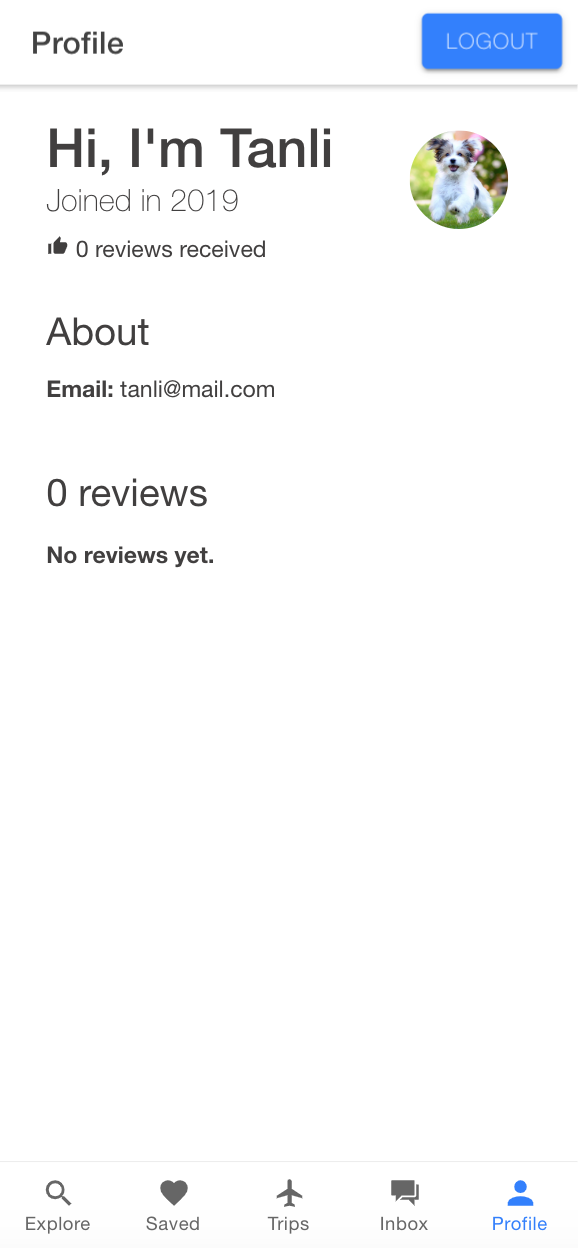 Profile
LOGOUT
Hi, I'm Tanli
Joined in 2019
0 reviews received
About
Email: tanli@mail.com
0 reviews
No reviews yet.
Explore Saved Trips Inbox Profile